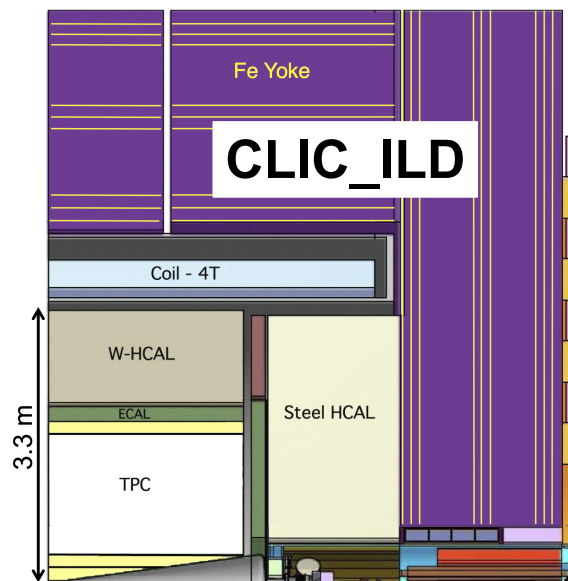 Fe Yoke
CLIC_ILD
Coil - 4T
W-HCAL
ECAL
Steel HCAL
TPC
3.3 m